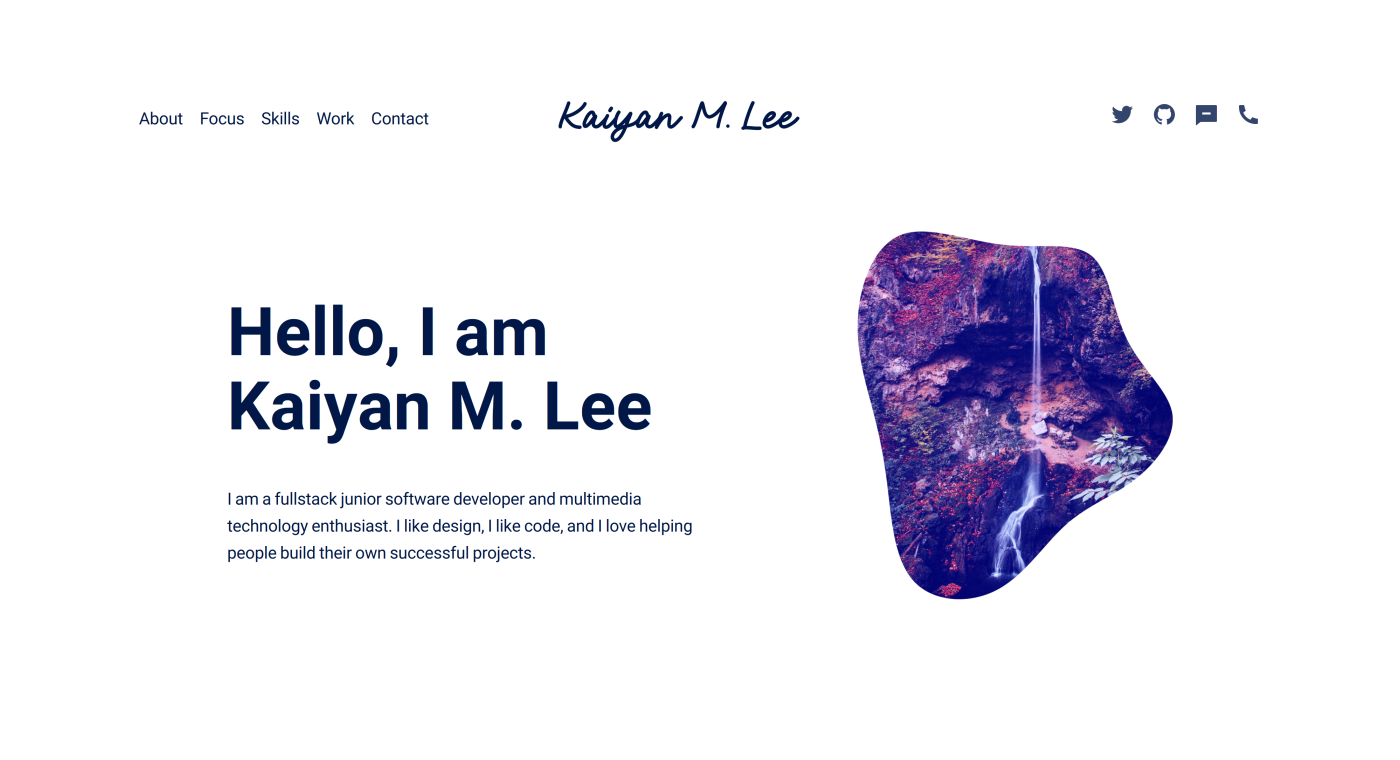 About Focus Skills Work Contact
Kaiyan M. Lee
Hello, I am
Kaiyan M. Lee
I am a fullstack junior software developer and multimedia
technology enthusiast. I like design, I like code, and I love helping
people build their own successful projects.